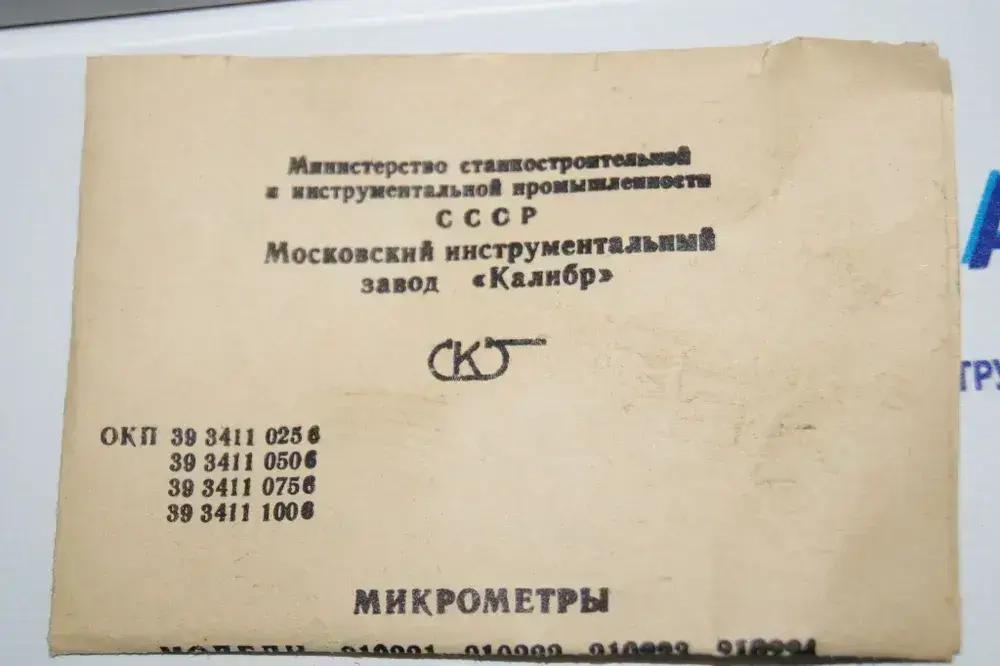 Министерство станкостроительной
и инструментальной промышленности
СССР
Московский инструментальный
завод «Калибр»
СКБ
ОКП 39 3411 0256
39 3411 0506
39 3411 0756
39 3411 1006
МИКРОМЕТРЫ